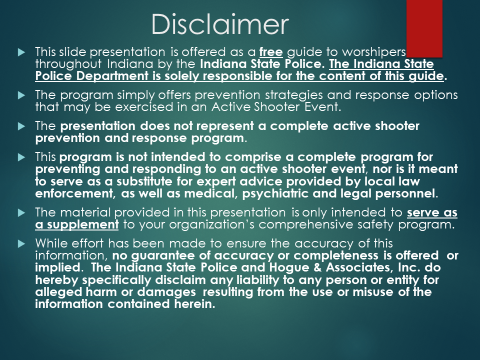 Disclaimer
This slide presentation is offered as a free guide to worshipers
throughout Indiana by the Indiana State Police. The Indiana State
Police Department is solely responsible for the content of this guide.
The program simply offers prevention strategies and response options
that may be exercised in an Active Shooter Event.
The presentation does not represent a complete active shooter
prevention and response program.
This program is not intended to comprise a complete program for
preventing and responding to an active shooter event, nor is it meant
to serve as a substitute for expert advice provided by local law
enforcement, as well as medical, psychiatric and legal personnel.
The material provided in this presentation is only intended to serve as
a supplement to your organization's comprehensive safety program.
While effort has been made to ensure the accuracy of this
information, no guarantee of accuracy or completeness is offered or
implied. The Indiana State Police and Hogue & Associates, Inc. do
hereby specifically disclaim any liability to any person or entity for
alleged harm or damages resulting from the use or misuse of the
information contained herein.